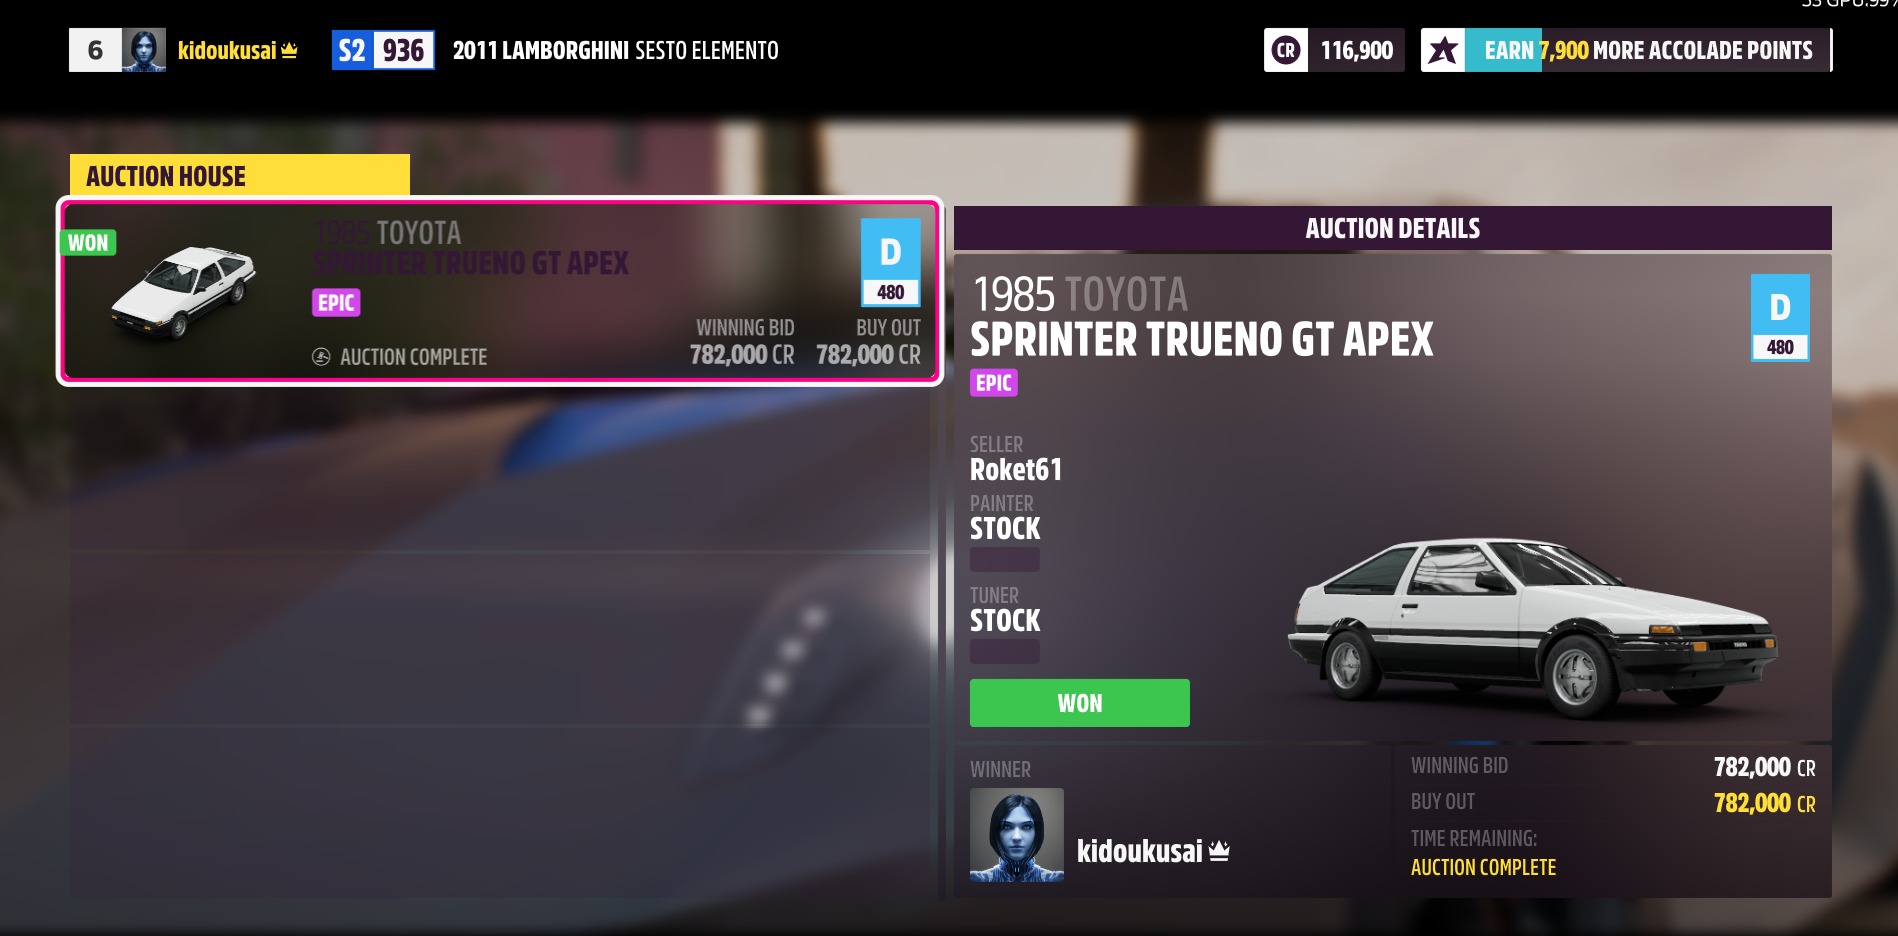 GPU:99%
6 kidoukusai S2 936 2011 LAMBORGHINI SESTO ELEMENTO CR 116,900 EARN 7,900 MORE ACCOLADE POINTS
AUCTION HOUSE
WON
1985 TOYOTA
SPRINTER TRUENO GT APEX
EPIC
D
480
WINNING BID BUY OUT
AUCTION COMPLETE 782,000 CR 782,000 CR
AUCTION DETAILS
1985 TOYOTA
SPRINTER TRUENO GT APEX
EPIC
D
480
SELLER
Roket61
PAINTER
STOCK
TUNER
STOCK
WON
WINNER
kidoukusai
WINNING BID 782,000 CR
BUY OUT 782,000 CR
TIME REMAINING:
AUCTION COMPLETE